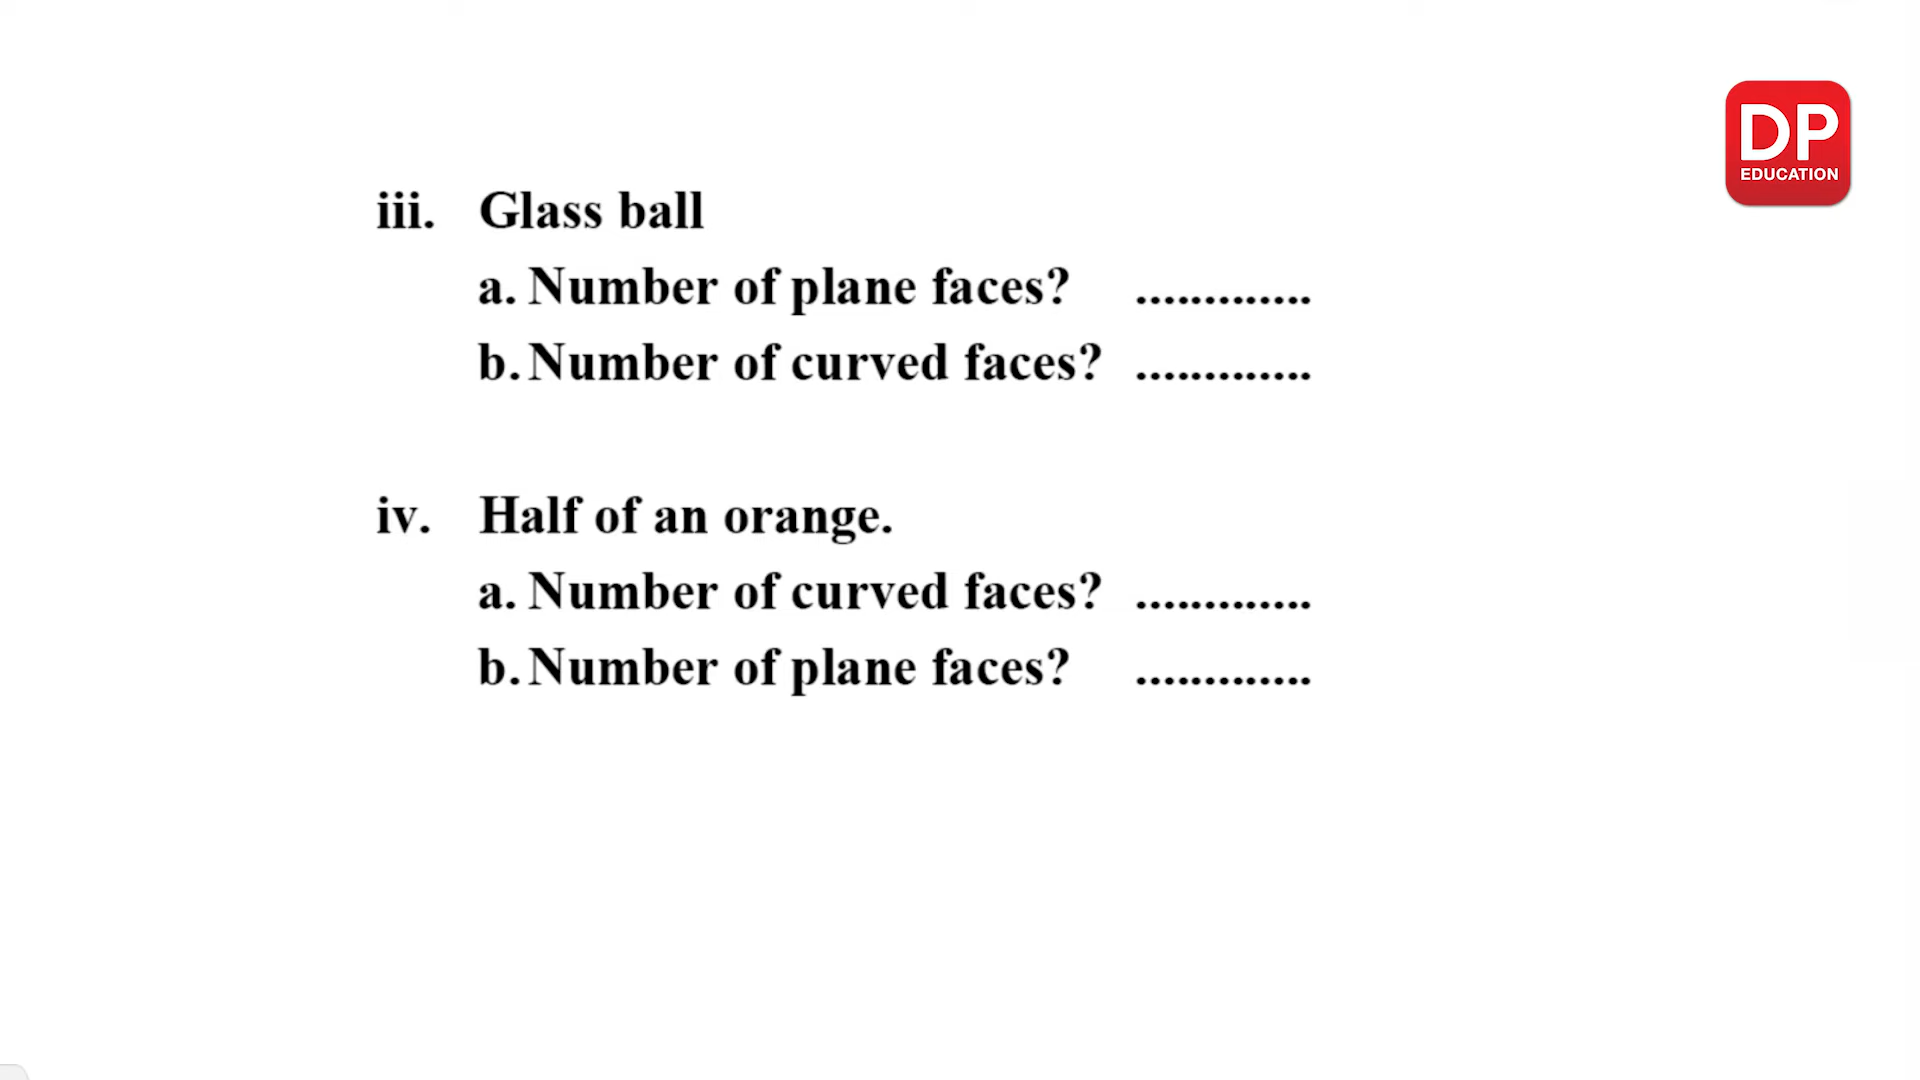 DP
EDUCATION
iii. Glass ball
a. Number of plane faces? .............
b. Number of curved faces? .............
iv. Half of an orange.
a. Number of curved faces? .............
b. Number of plane faces? .............